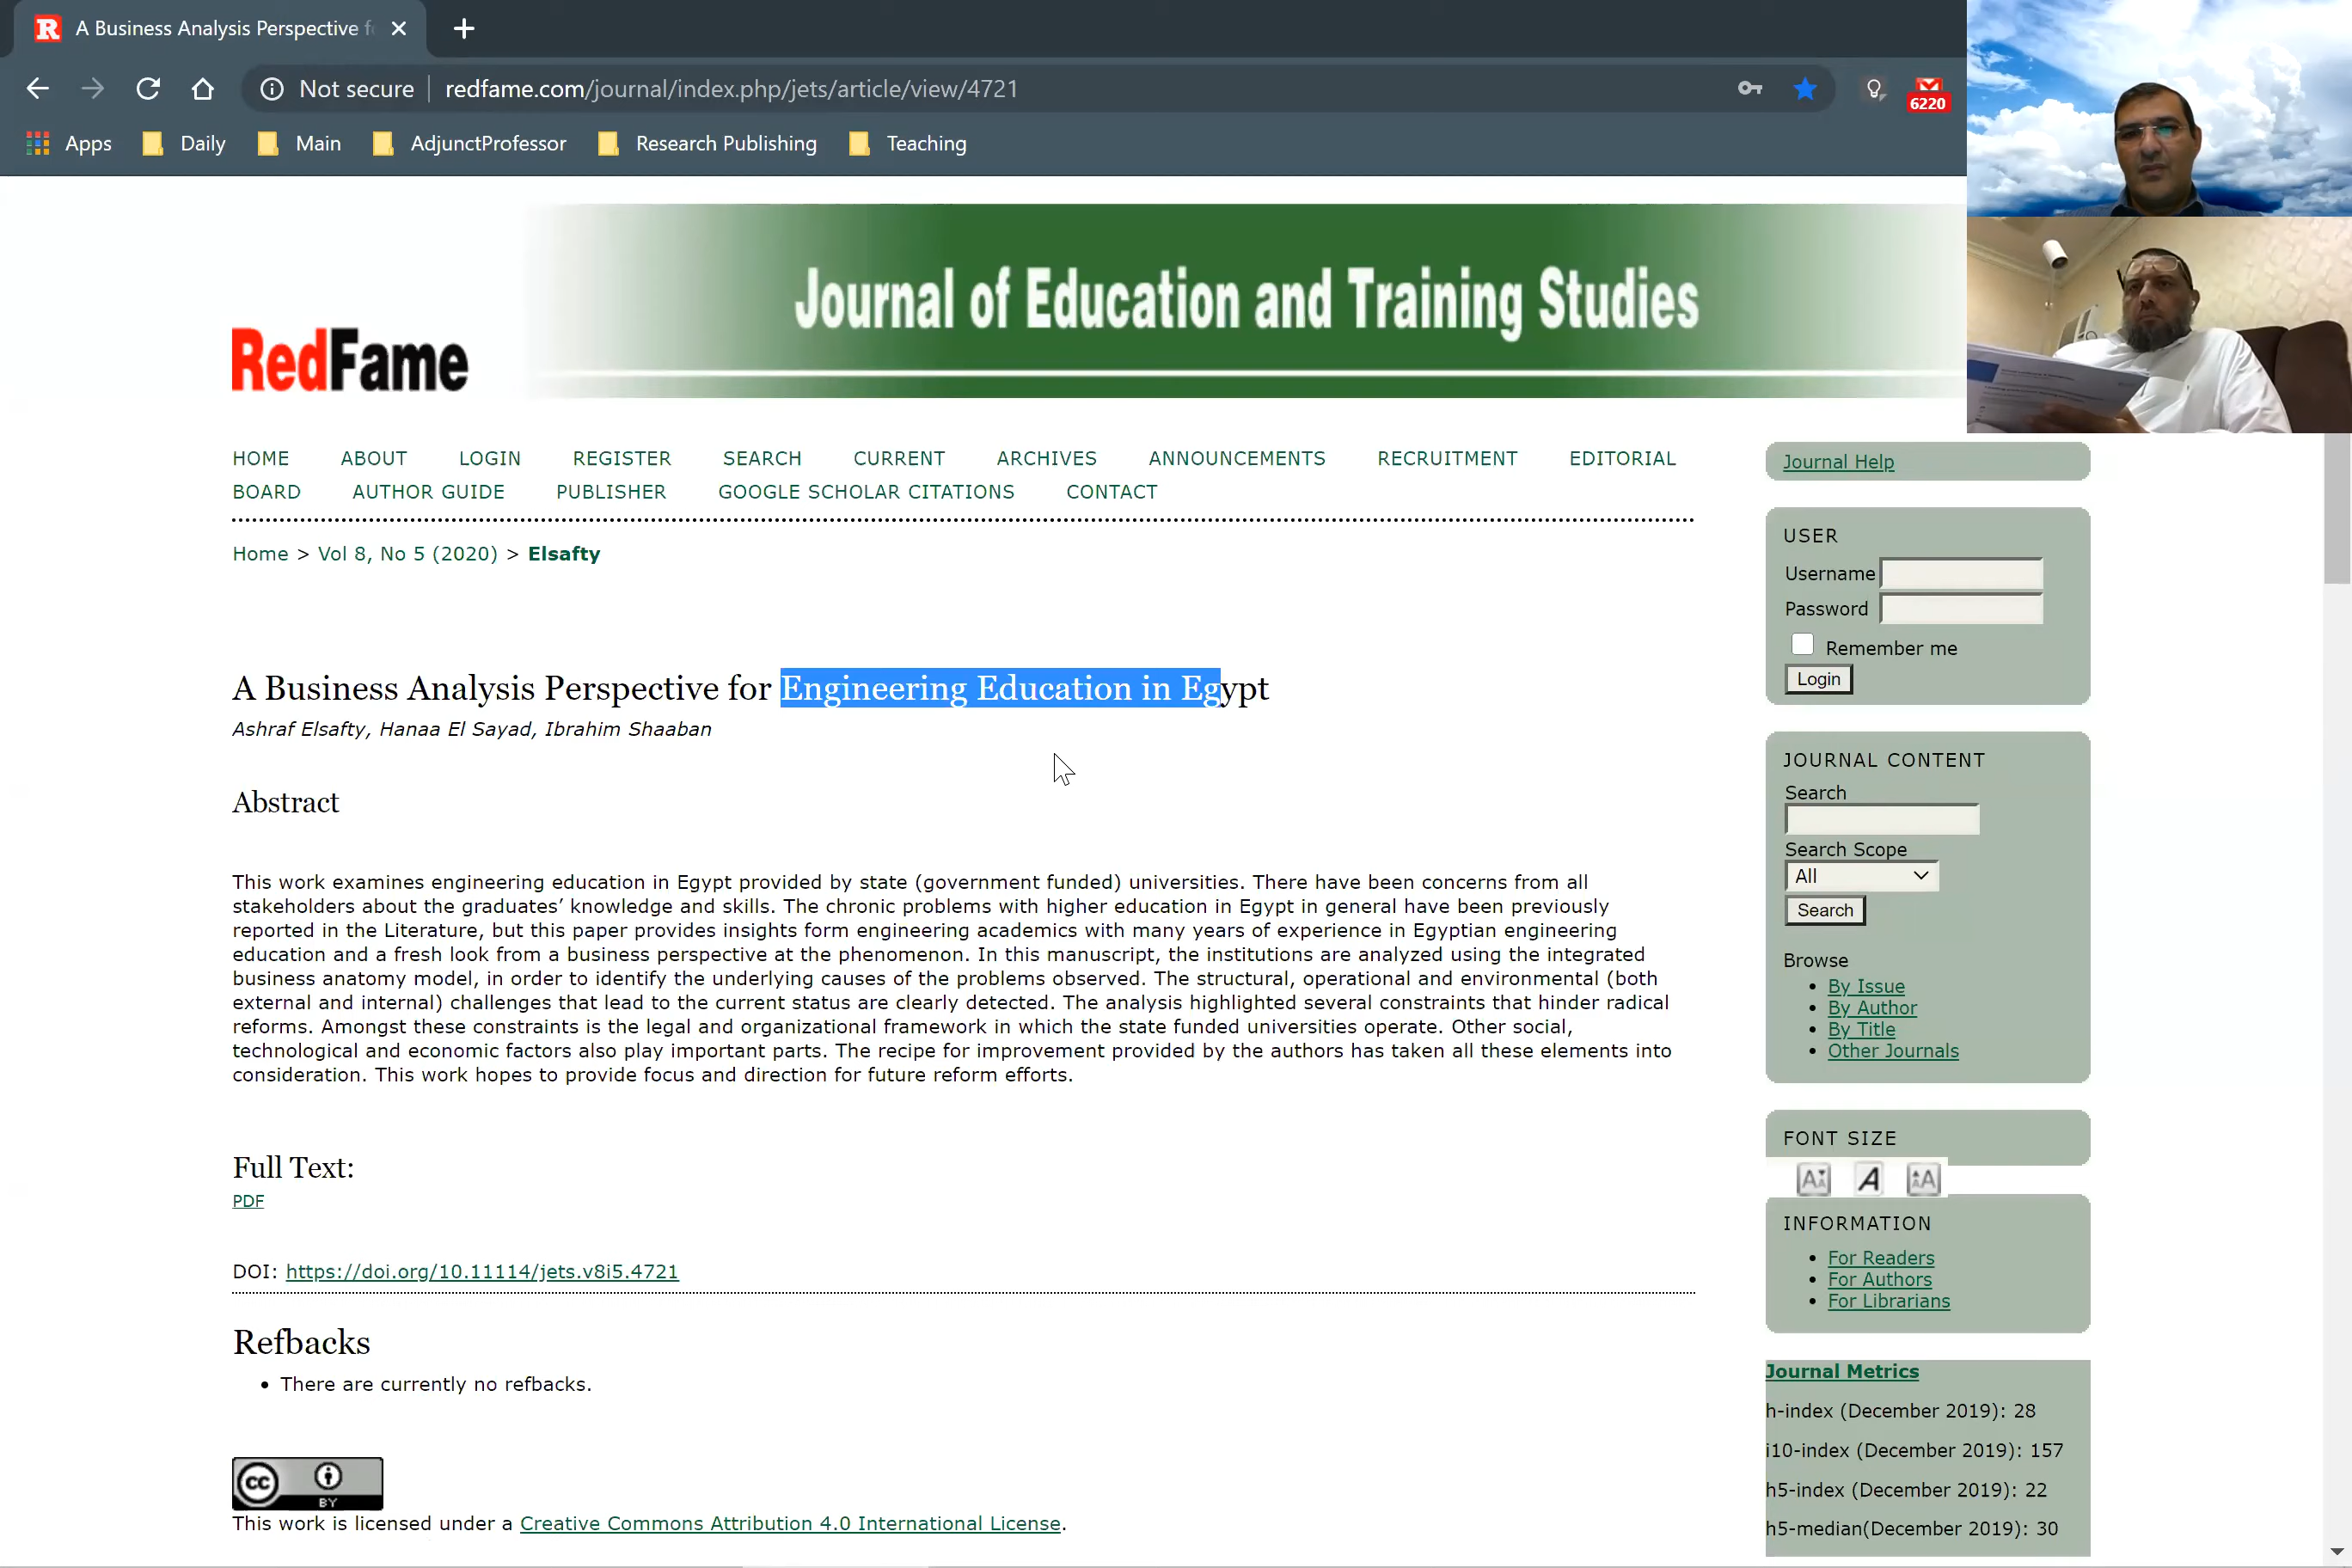 A Business Analysis Perspective f
Not secure
redfame.com/journal/index.php/jets/article/view/4721
6220
Apps
Daily
Main
AdjunctProfessor
Research Publishing
Teaching
Journal of Education and Training Studies
RedFame
HOME ABOUT LOGIN REGISTER SEARCH CURRENT ARCHIVES ANNOUNCEMENTS RECRUITMENT EDITORIAL
BOARD AUTHOR GUIDE PUBLISHER GOOGLE SCHOLAR CITATIONS CONTACT
Home > Vol 8, No 5 (2020) > Elsafty
A Business Analysis Perspective for Engineering Education in Egypt
Ashraf Elsafty, Hanaa El Sayad, Ibrahim Shaaban
Abstract
This work examines engineering education in Egypt provided by state (government funded) universities. There have been concerns from all
stakeholders about the graduates’ knowledge and skills. The chronic problems with higher education in Egypt in general have been previously
reported in the Literature, but this paper provides insights form engineering academics with many years of experience in Egyptian engineering
education and a fresh look from a business perspective at the phenomenon. In this manuscript, the institutions are analyzed using the integrated
business anatomy model, in order to identify the underlying causes of the problems observed. The structural, operational and environmental (both
external and internal) challenges that lead to the current status are clearly detected. The analysis highlighted several constraints that hinder radical
reforms. Amongst these constraints is the legal and organizational framework in which the state funded universities operate. Other social,
technological and economic factors also play important parts. The recipe for improvement provided by the authors has taken all these elements into
consideration. This work hopes to provide focus and direction for future reform efforts.
Full Text:
PDF
DOI: https://doi.org/10.11114/jets.v8i5.4721
Refbacks
• There are currently no refbacks.
cc
BY
This work is licensed under a Creative Commons Attribution 4.0 International License.
Journal Help
USER
Username
Password
Remember me
Login
JOURNAL CONTENT
Search
Search Scope
All
Search
Browse
• By Issue
• By Author
• By Title
• Other Journals
FONT SIZE
INFORMATION
• For Readers
• For Authors
• For Librarians
Journal Metrics
h-index (December 2019): 28
i10-index (December 2019): 157
h5-index (December 2019): 22
h5-median(December 2019): 30